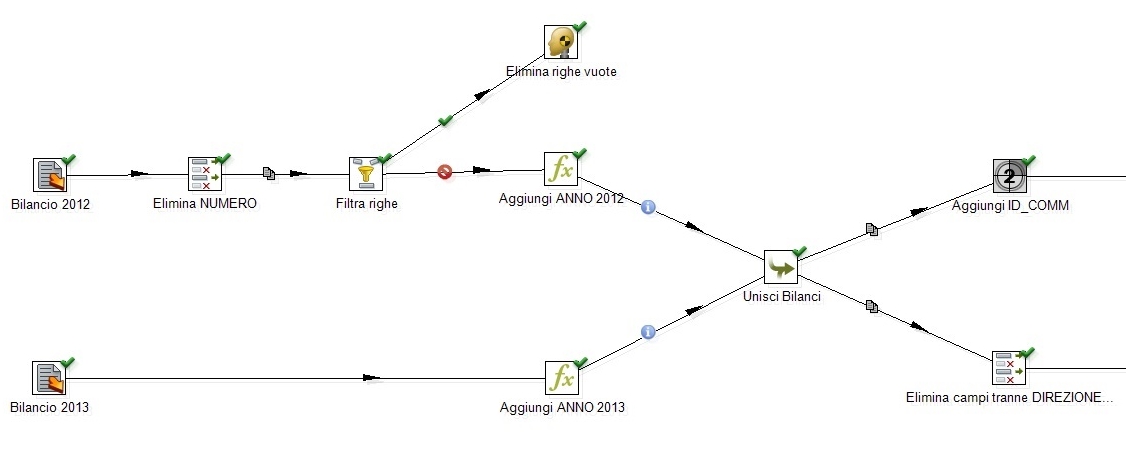 Elimina righe vuote
Bilancio 2012
Elimina NUMERO
Filtra righe
Aggiungi ANNO 2012
2
Aggiungi ID_COMM
Unisci Bilanci
Bilancio 2013
Aggiungi ANNO 2013
Elimina campi tranne DIREZIONE...